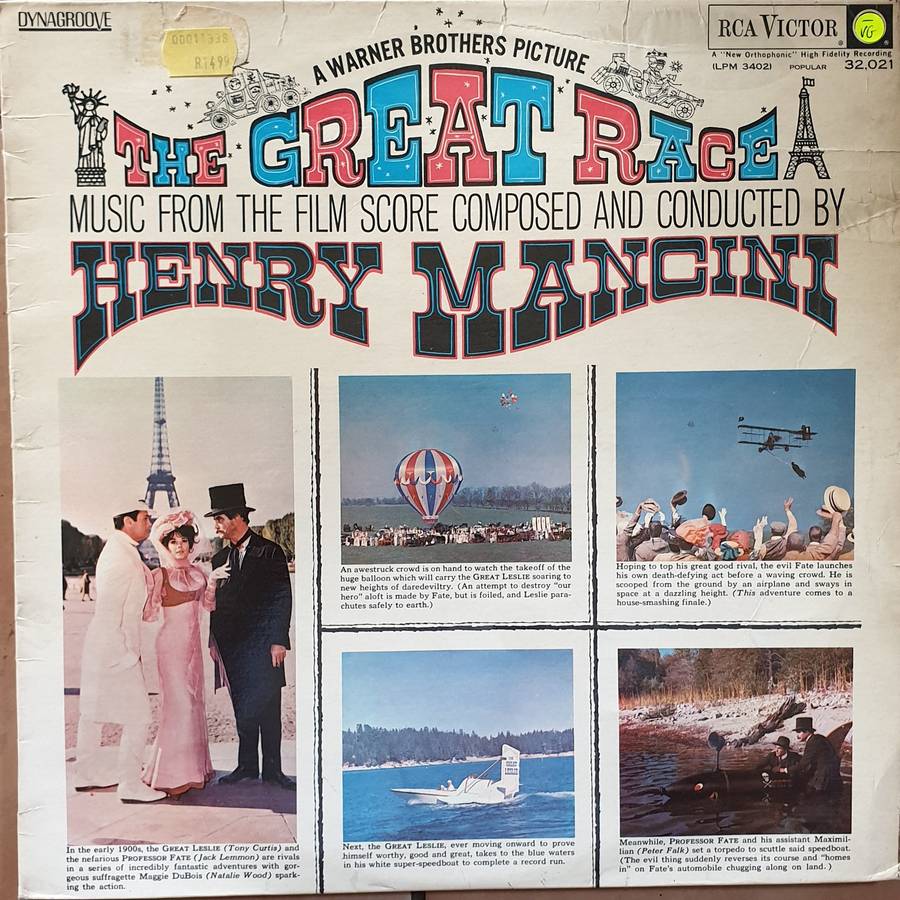 DYNAGROOVE
00011338
R1499
RCA VICTOR
VG
A "New Orthophonic" High Fidelity Recording
(LPM 3402) POPULAR 32,021
A WARNER BROTHERS PICTURE
THE GREAT RACE
MUSIC FROM THE FILM SCORE COMPOSED AND CONDUCTED BY
HENRY MANCINI
An awestruck crowd is on hand to watch the takeoff of the
huge balloon which will carry the GREAT LESLIE soaring to
new heights of daredeviltry. (An attempt to destroy "our
hero" aloft is made by Fate, but is foiled, and Leslie para-
chutes safely to earth.)
Hoping to top his great good rival, the evil Fate launches
his own death-defying act before a waving crowd. He is
scooped from the ground by an airplane and sways in
space at a dazzling height. (This adventure comes to a
house-smashing finale.)
In the early 1900s, the GREAT LESLIE (Tony Curtis) and
the nefarious PROFESSOR FATE (Jack Lemmon) are rivals
in a series of incredibly fantastic adventures with gor-
geous suffragette Maggie DuBois (Natalie Wood) spark-
ing the action.
THE
GREAT
LESLIE
Next, the GREAT LESLIE, ever moving onward to prove
himself worthy, good and great, takes to the blue waters
in his white super-speedboat to complete a record run.
Meanwhile, PROFESSOR FATE and his assistant Maximil-
lian (Peter Falk) set a torpedo to scuttle said speedboat.
(The evil thing suddenly reverses its course and "homes
in" on Fate's automobile chugging along on land.)